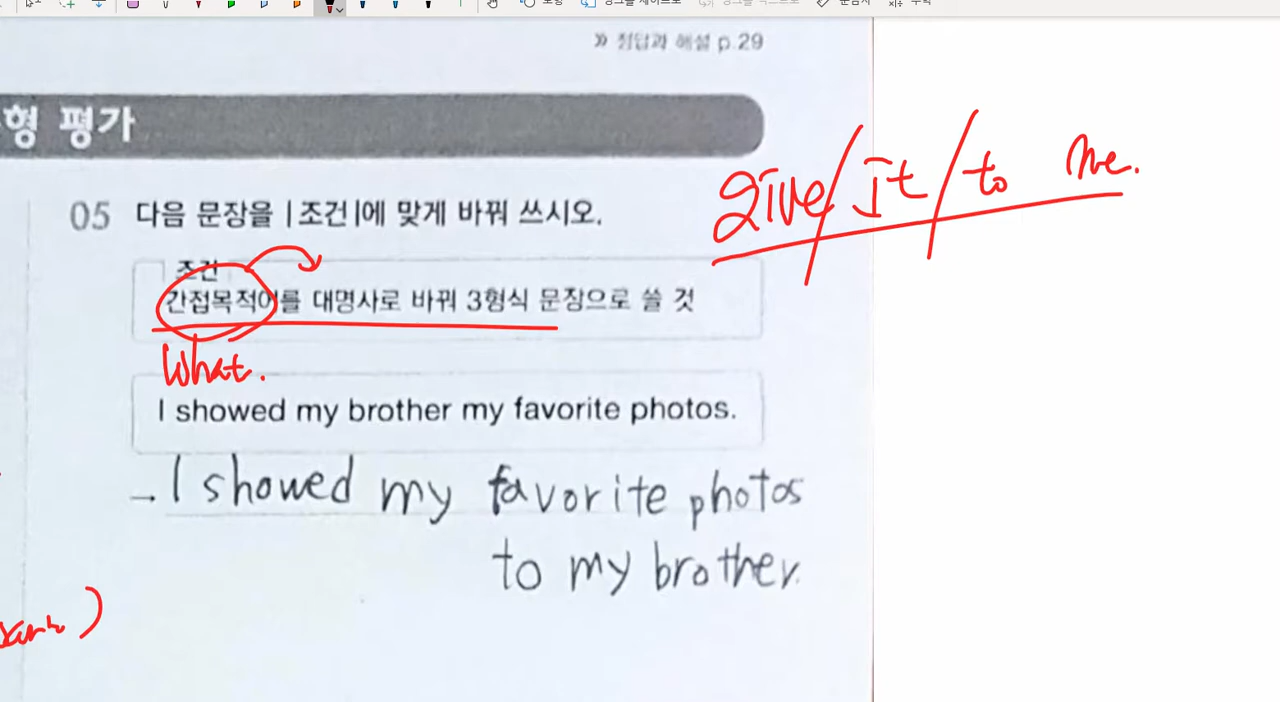 » 정답과 해설 p.29
형 평가
give / it / to me.
05 다음 문장을 |조건|에 맞게 바꿔 쓰시오.
조건
간접목적어를 대명사로 바꿔 3형식 문장으로 쓸 것
What.
I showed my brother my favorite photos.
→ I showed my favorite photos
to my brother.